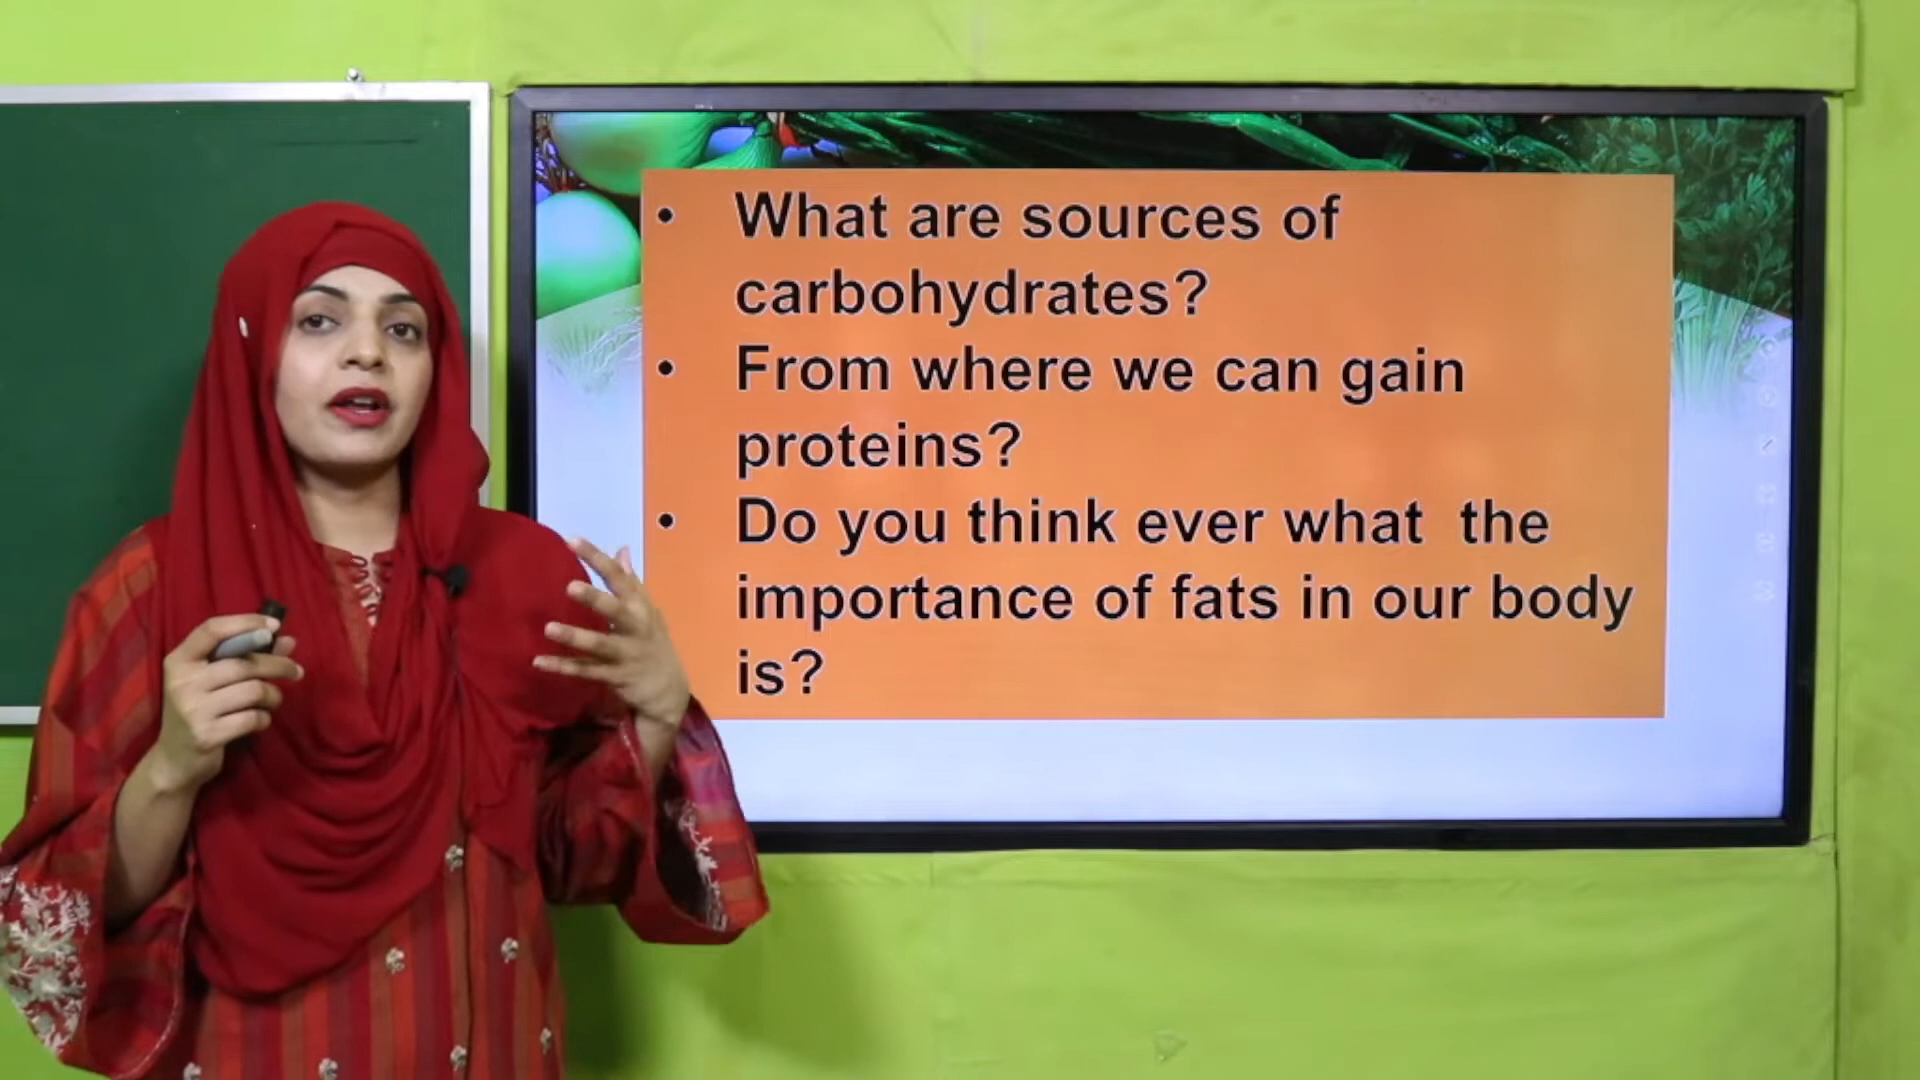 • What are sources of
carbohydrates?
• From where we can gain
proteins?
• Do you think ever what the
importance of fats in our body
is?